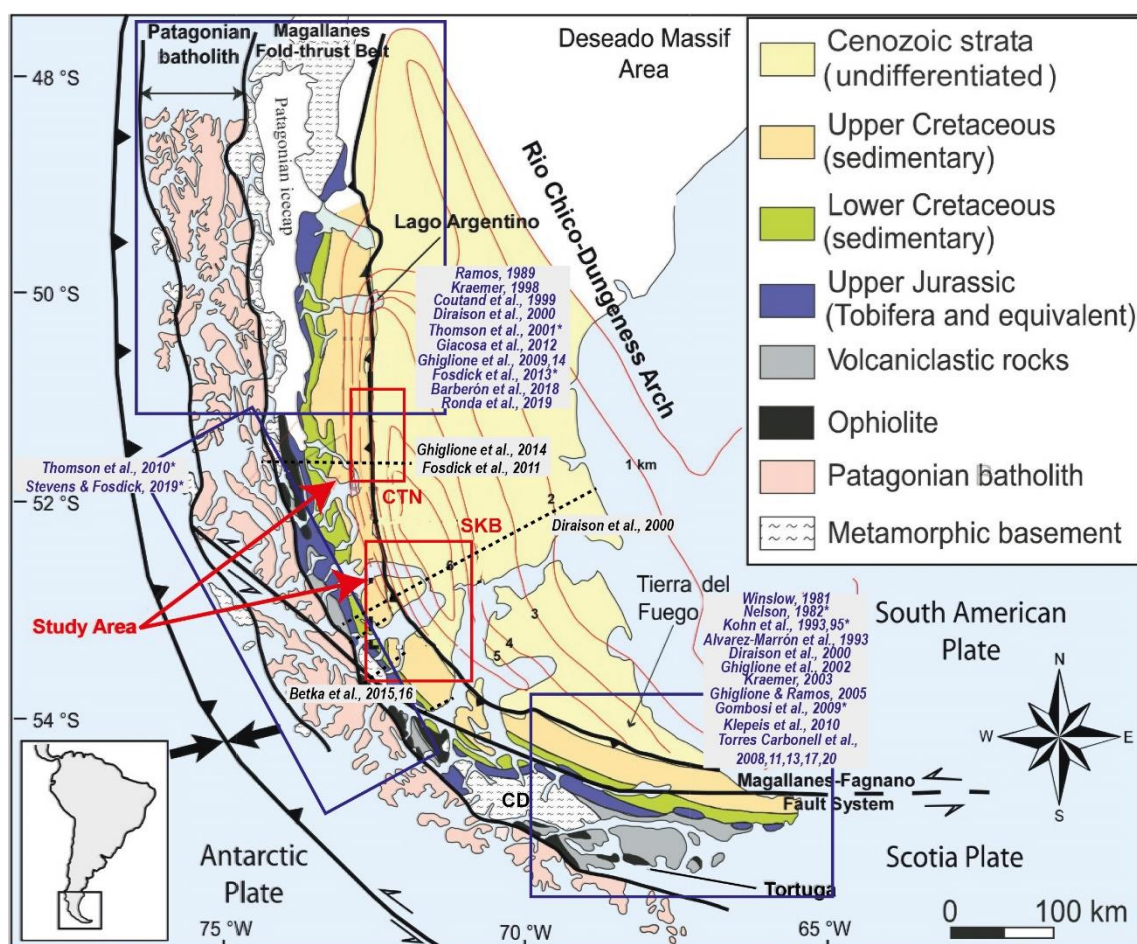 Patagonian
batholith
Magallanes
Fold-thrust Belt
Deseado Massif
Area
48 °S
50 °S
52 °S
54 °S
Patagonian icecap
Rio Chico-Dungeness Arch
Lago Argentino
Ramos, 1989
Kraemer, 1998
Coutand et al., 1999
Diraison et al., 2000
Thomson et al., 2001*
Giacosa et al., 2012
Ghiglione et al., 2009,14
Fosdick et al., 2013*
Barberón et al., 2018
Ronda et al., 2019
Ghiglione et al., 2014
Fosdick et al., 2011
1 km
2
3
4
5
6
Thomson et al., 2010*
Stevens & Fosdick, 2019*
CTN
SKB
Diraison et al., 2000
Study Area
Betka et al., 2015,16
Tierra del
Fuego
Winslow, 1981
Nelson, 1982*
Kohn et al., 1993,95*
Alvarez-Marrón et al., 1993
Diraison et al., 2000
Ghiglione et al., 2002
Kraemer, 2003
Ghiglione & Ramos, 2005
Gombosi et al., 2009*
Klepeis et al., 2010
Torres Carbonell et al.,
2008,11,13,17,20
Magallanes-Fagnano
Fault System
CD
Tortuga
South American
Plate
Scotia Plate
Antarctic
Plate
N
W
E
S
75 °W
70 °W
65 °W
0
100 km
Cenozoic strata
(undifferentiated)
Upper Cretaceous
(sedimentary)
Lower Cretaceous
(sedimentary)
Upper Jurassic
(Tobifera and equivalent)
Volcaniclastic rocks
Ophiolite
Patagonian batholith
Metamorphic basement